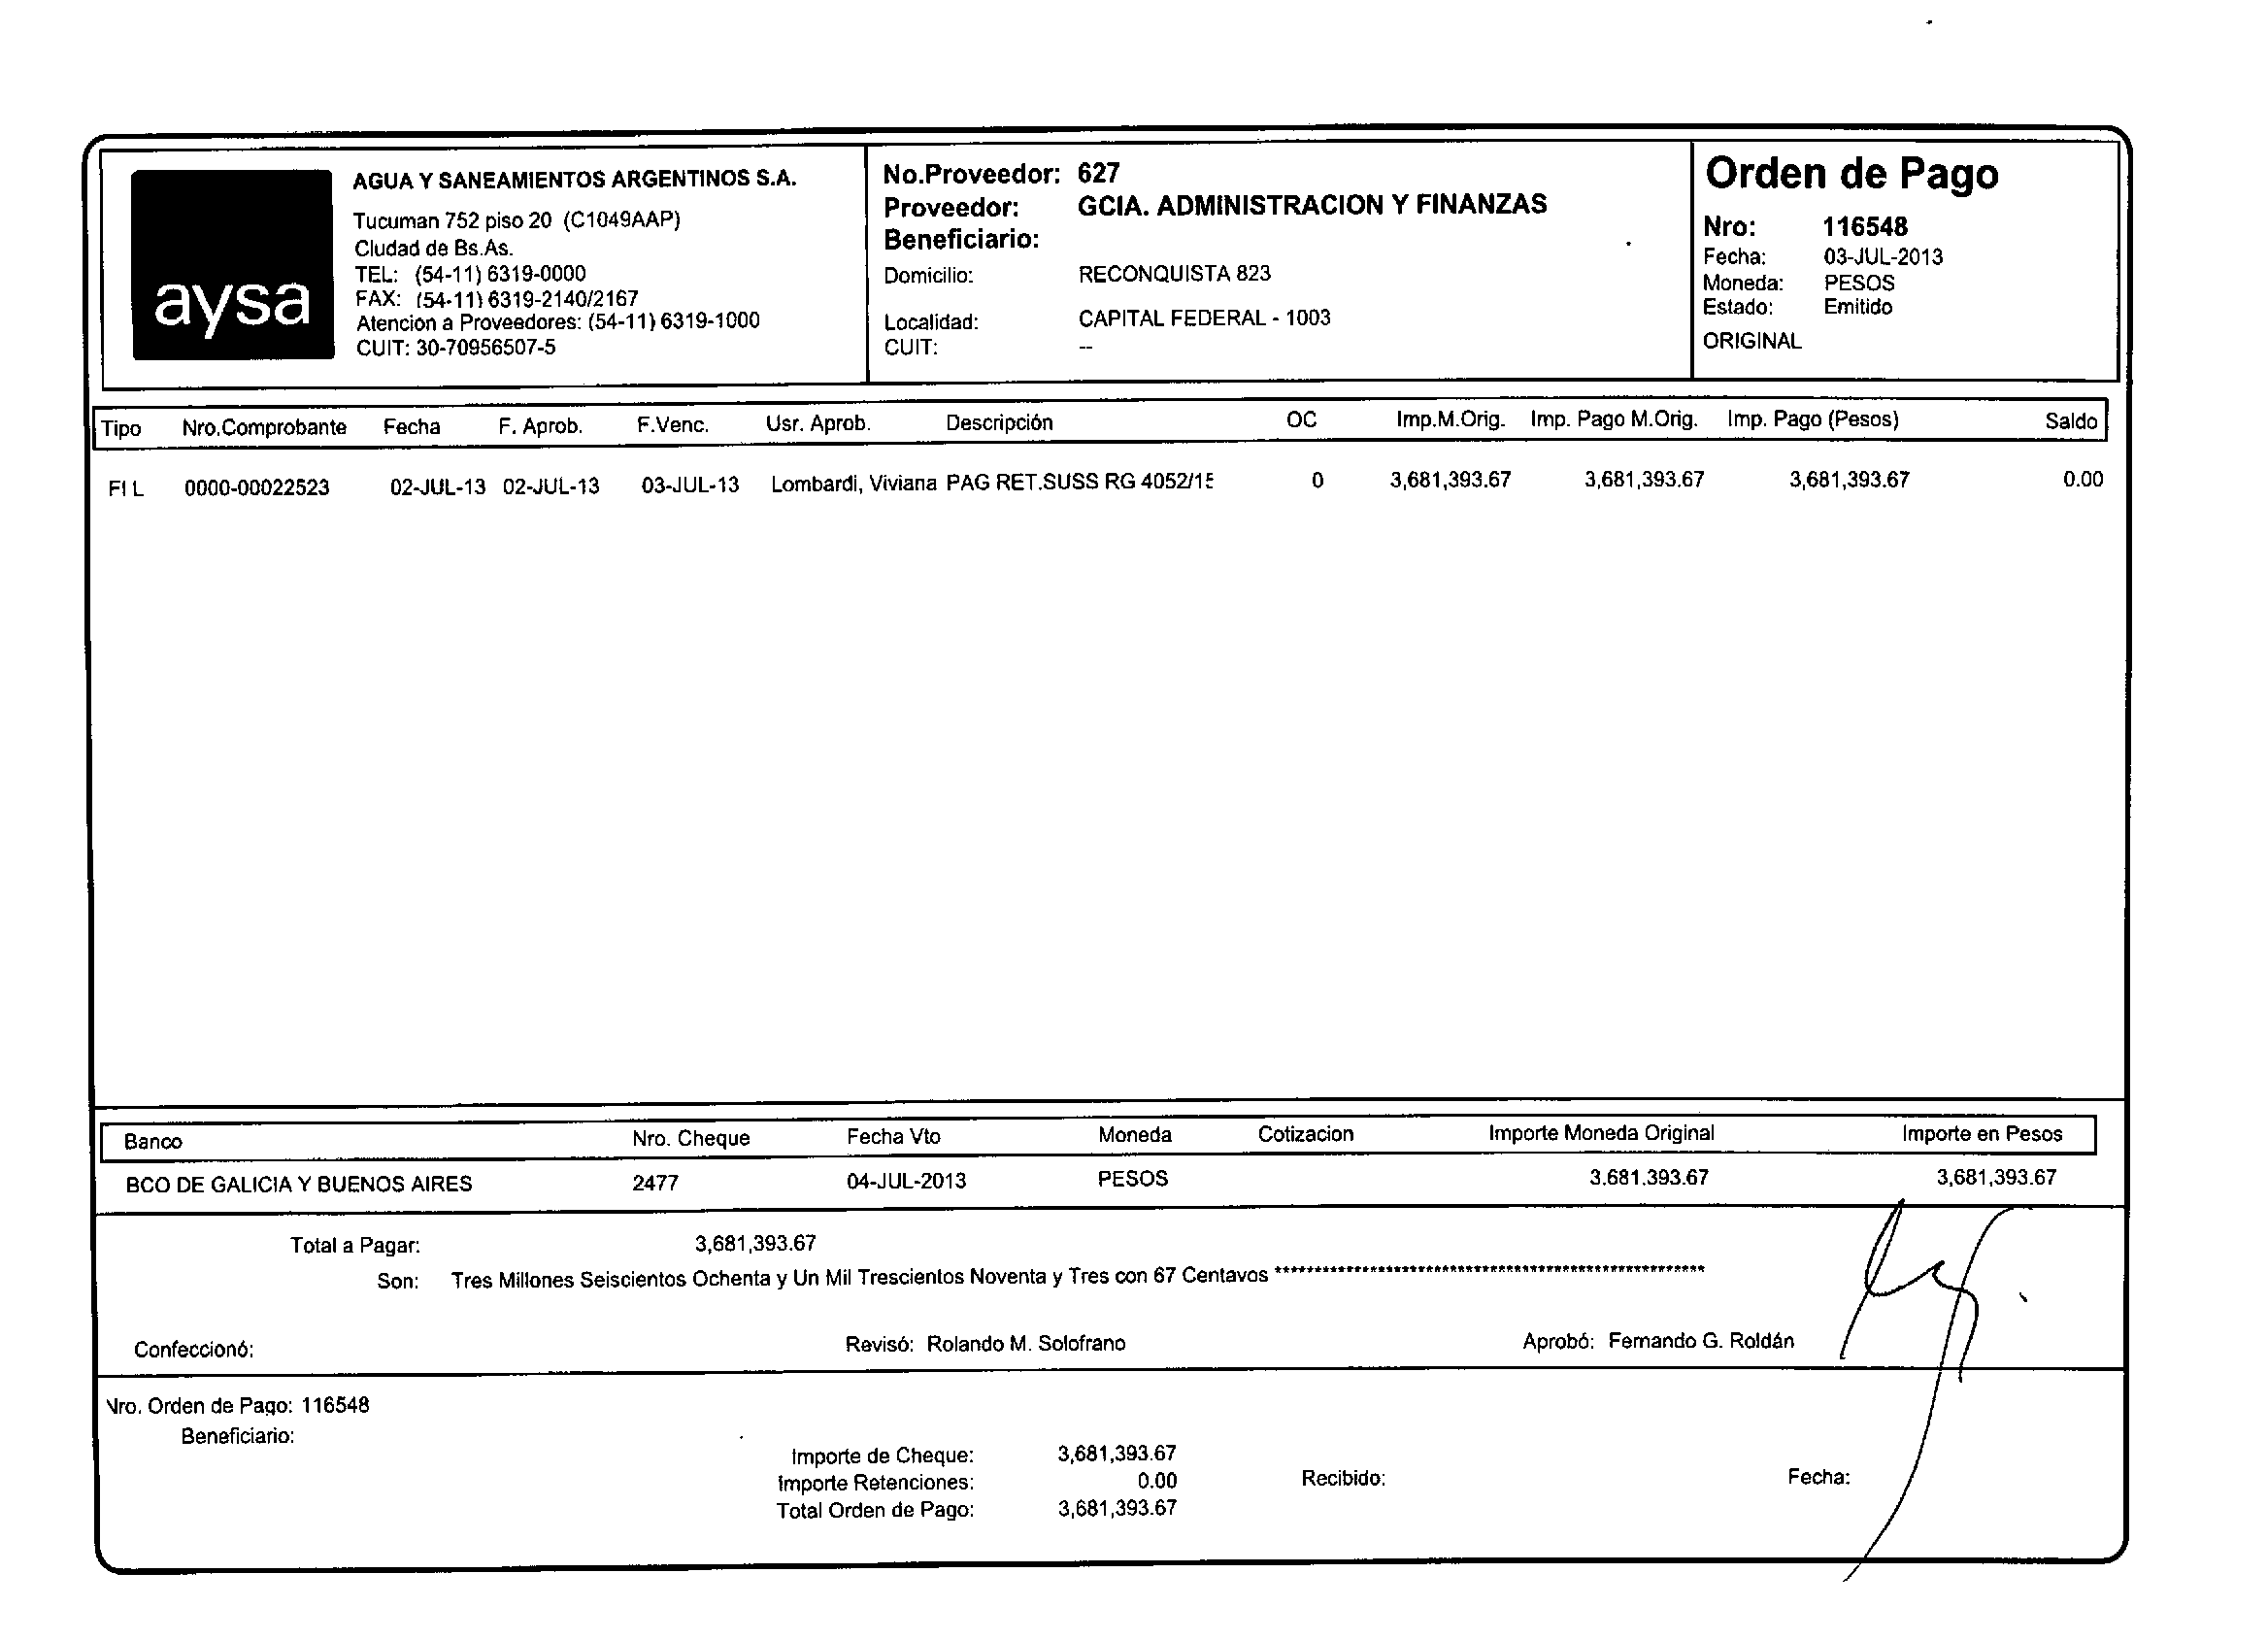 aysa
AGUA Y SANEAMIENTOS ARGENTINOS S.A.
Tucuman 752 piso 20 (C1049AAP)
Ciudad de Bs.As.
TEL: (54-11) 6319-0000
FAX: (54-11) 6319-2140/2167
Atencion a Proveedores: (54-11) 6319-1000
CUIT: 30-70956507-5
No.Proveedor: 627
Proveedor: GCIA. ADMINISTRACION Y FINANZAS
Beneficiario:
Domicilio: RECONQUISTA 823
Localidad: CAPITAL FEDERAL - 1003
CUIT: --
Orden de Pago
Nro: 116548
Fecha: 03-JUL-2013
Moneda: PESOS
Estado: Emitido
ORIGINAL
Tipo Nro.Comprobante Fecha F. Aprob. F.Venc. Usr. Aprob. Descripción OC Imp.M.Orig. Imp. Pago M.Orig. Imp. Pago (Pesos) Saldo
FI L 0000-00022523 02-JUL-13 02-JUL-13 03-JUL-13 Lombardi, Viviana PAG RET.SUSS RG 4052/15 0 3,681,393.67 3,681,393.67 3,681,393.67 0.00
Banco Nro. Cheque Fecha Vto Moneda Cotizacion Importe Moneda Original Importe en Pesos
BCO DE GALICIA Y BUENOS AIRES 2477 04-JUL-2013 PESOS 3.681.393.67 3,681,393.67
Total a Pagar: 3,681,393.67
Son: Tres Millones Seiscientos Ochenta y Un Mil Trescientos Noventa y Tres con 67 Centavos ******************************************************
Confeccionó: Revisó: Rolando M. Solofrano Aprobó: Fernando G. Roldán
Nro. Orden de Pago: 116548
Beneficiario:
Importe de Cheque: 3,681,393.67
Importe Retenciones: 0.00
Recibido: Fecha:
Total Orden de Pago: 3,681,393.67